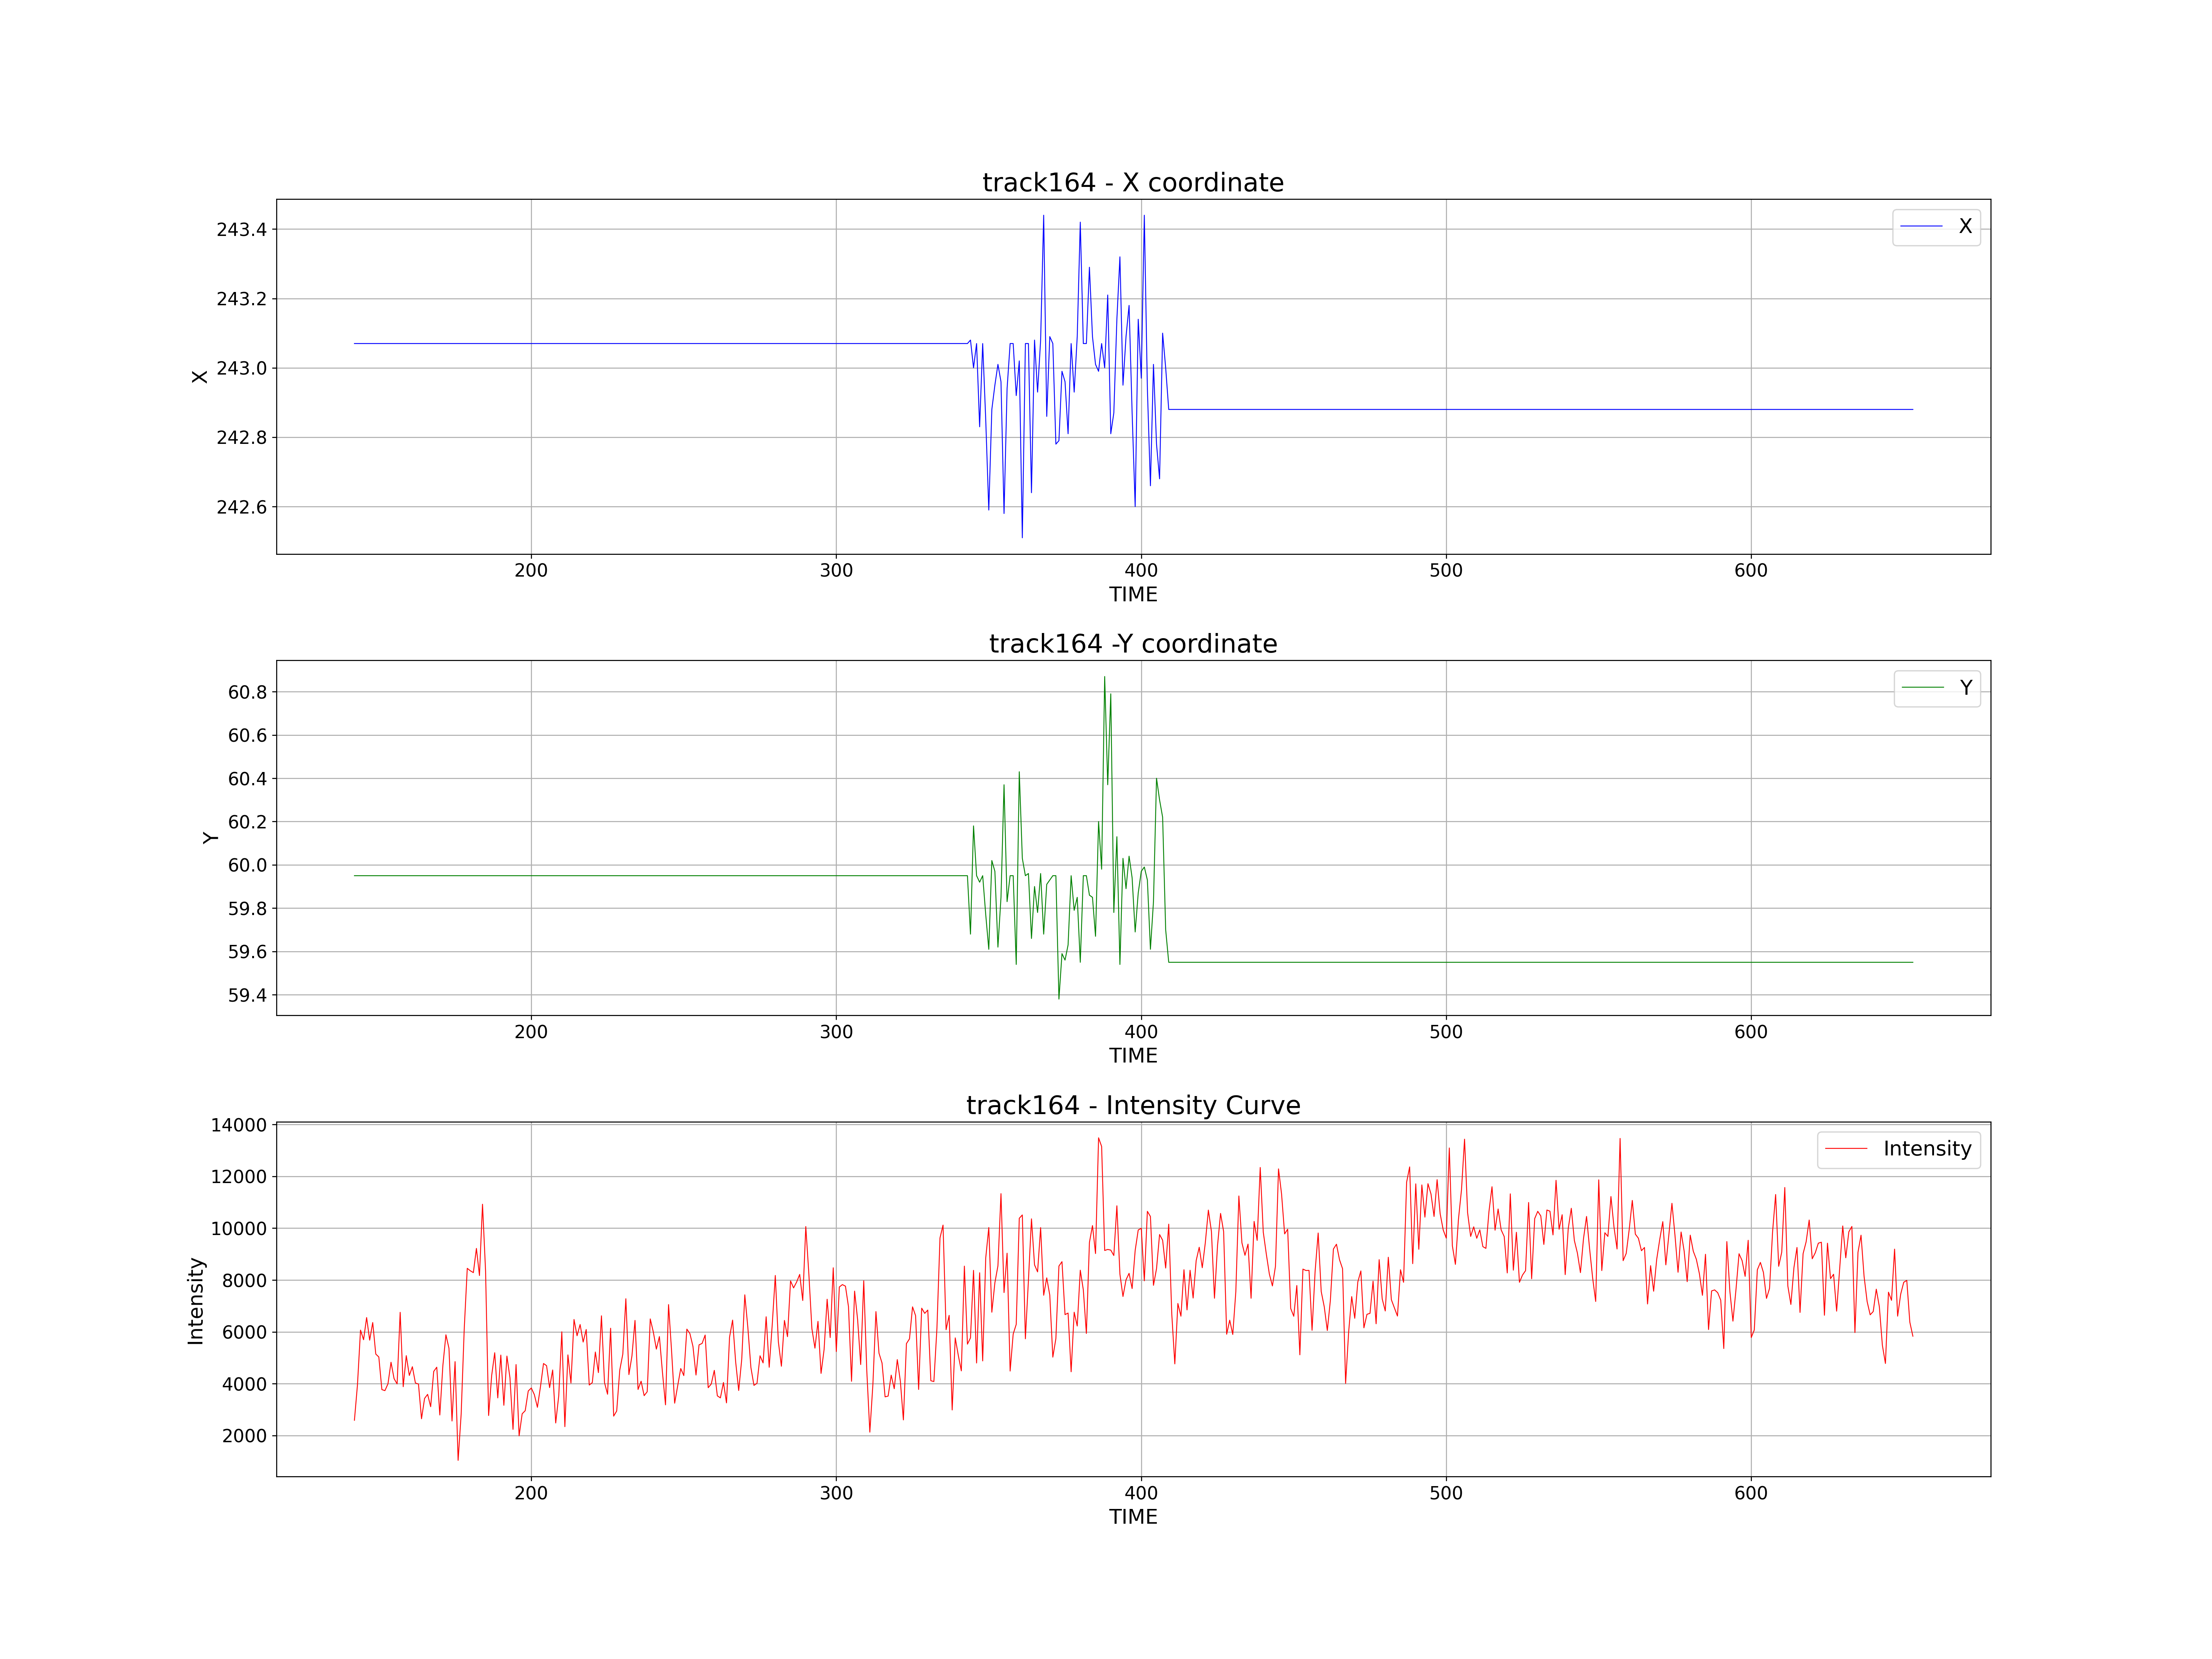 track164 - X coordinate
X
243.4
243.2
243.0
242.8
242.6
X
200 300 400 500 600
TIME
track164 -Y coordinate
Y
60.8
60.6
60.4
60.2
60.0
59.8
59.6
59.4
Y
200 300 400 500 600
TIME
track164 - Intensity Curve
Intensity
14000
12000
10000
8000
6000
4000
2000
Intensity
200 300 400 500 600
TIME